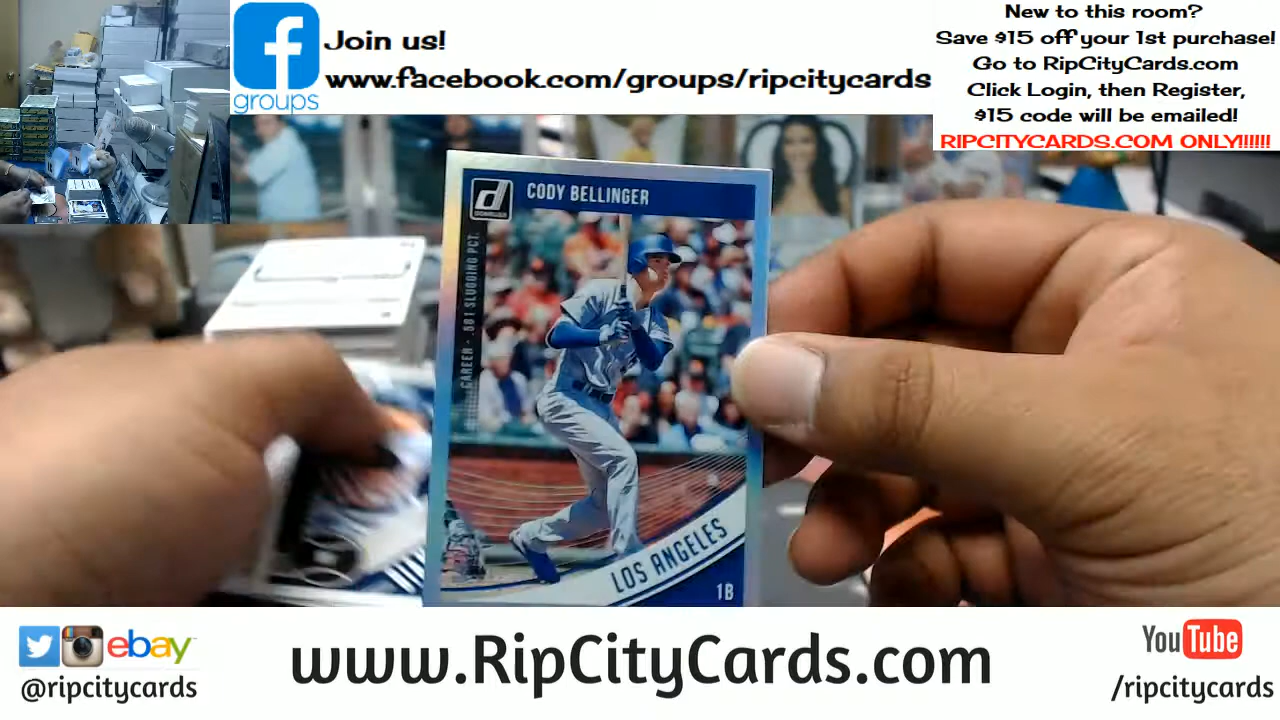 Join us!
www.facebook.com/groups/ripcitycards
groups
New to this room?
Save $15 off your 1st purchase!
Go to RipCityCards.com
Click Login, then Register,
$15 code will be emailed!
RIPCITYCARDS.COM ONLY!!!!!!
d
DONRUSS
CODY BELLINGER
CAREER - .581 SLUGGING PCT.
LOS ANGELES
1B
ebay
@ripcitycards
www.RipCityCards.com
YouTube
/ripcitycards